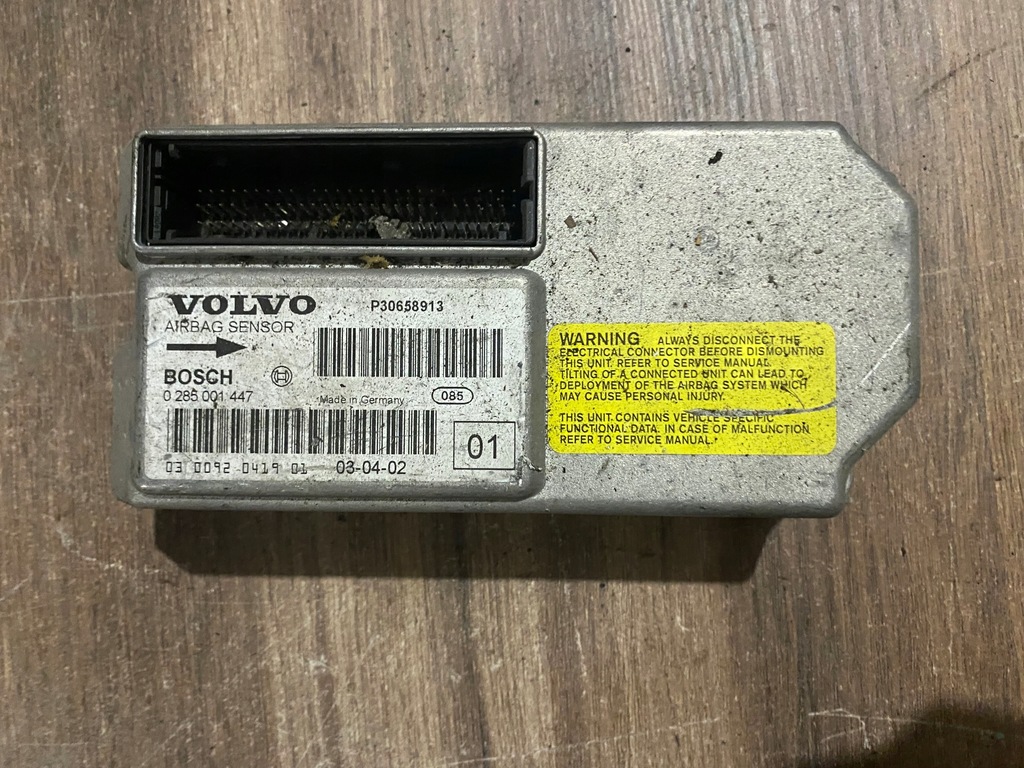 VOLVO P30658913
AIRBAG SENSOR
BOSCH
0 285 001 447
Made in Germany 085
03 0092 0419 01 03-04-02
01
WARNING ALWAYS DISCONNECT THE
ELECTRICAL CONNECTOR BEFORE DISMOUNTING
THIS UNIT. REFER TO SERVICE MANUAL.
TILTING OF A CONNECTED UNIT CAN LEAD TO
DEPLOYMENT OF THE AIRBAG SYSTEM WHICH
MAY CAUSE PERSONAL INJURY.
THIS UNIT CONTAINS VEHICLE SPECIFIC
FUNCTIONAL DATA. IN CASE OF MALFUNCTION
REFER TO SERVICE MANUAL.